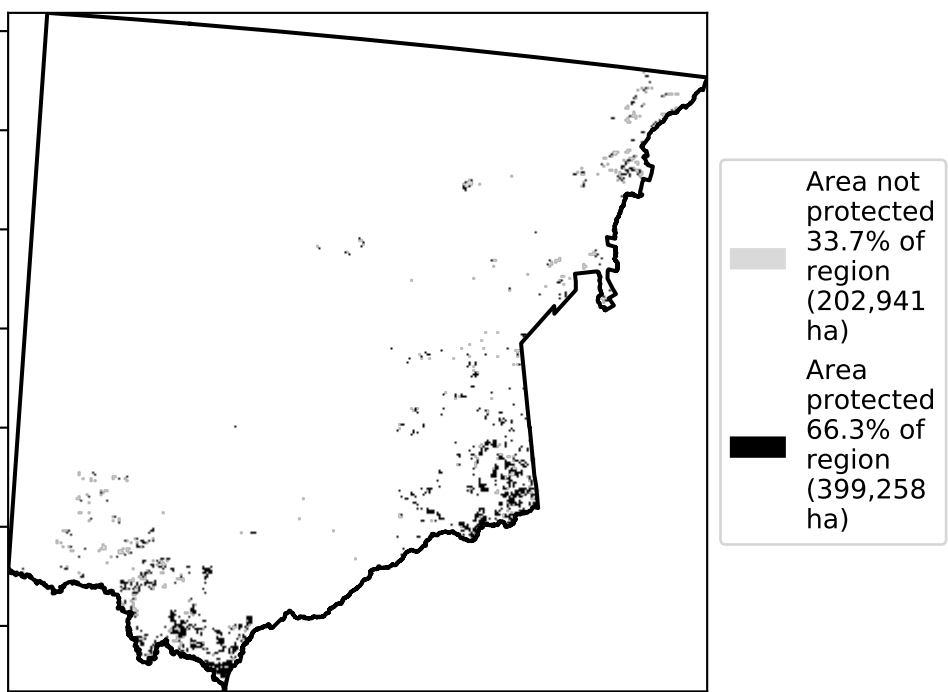 Area not
protected
33.7% of
region
(202,941
ha)
Area
protected
66.3% of
region
(399,258
ha)